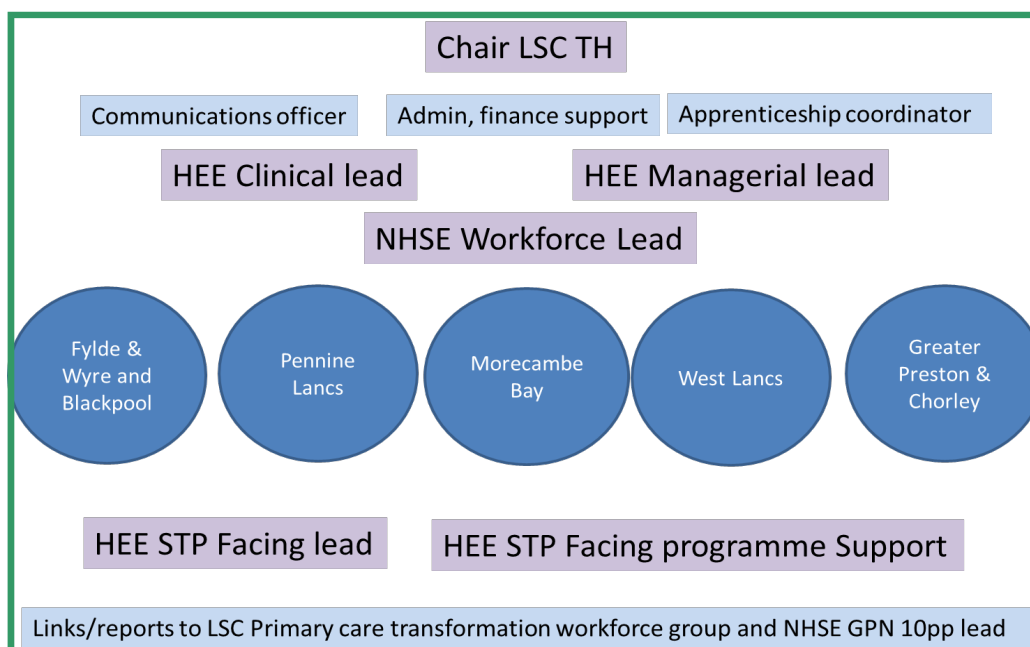 Chair LSC TH
Communications officer
Admin, finance support
Apprenticeship coordinator
HEE Clinical lead
HEE Managerial lead
NHSE Workforce Lead
Fylde &
Wyre and
Blackpool
Pennine
Lancs
Morecambe
Bay
West Lancs
Greater
Preston &
Chorley
HEE STP Facing lead
HEE STP Facing programme Support
Links/reports to LSC Primary care transformation workforce group and NHSE GPN 10pp lead